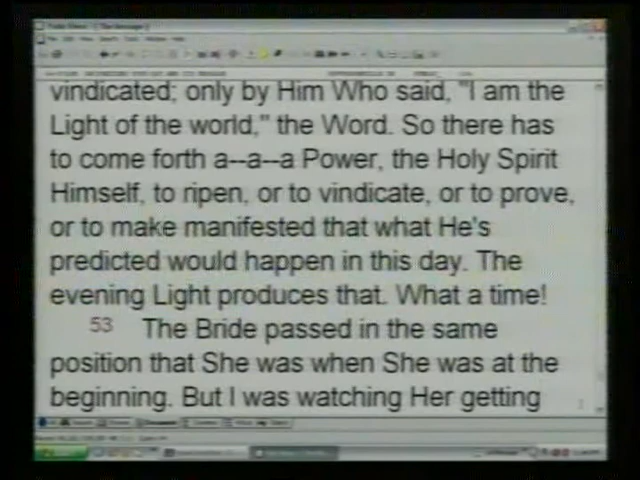 vindicated; only by Him Who said, "I am the
Light of the world," the Word. So there has
to come forth a--a--a Power, the Holy Spirit
Himself, to ripen, or to vindicate, or to prove,
or to make manifested that what He's
predicted would happen in this day. The
evening Light produces that. What a time!
53 The Bride passed in the same
position that She was when She was at the
beginning. But I was watching Her getting